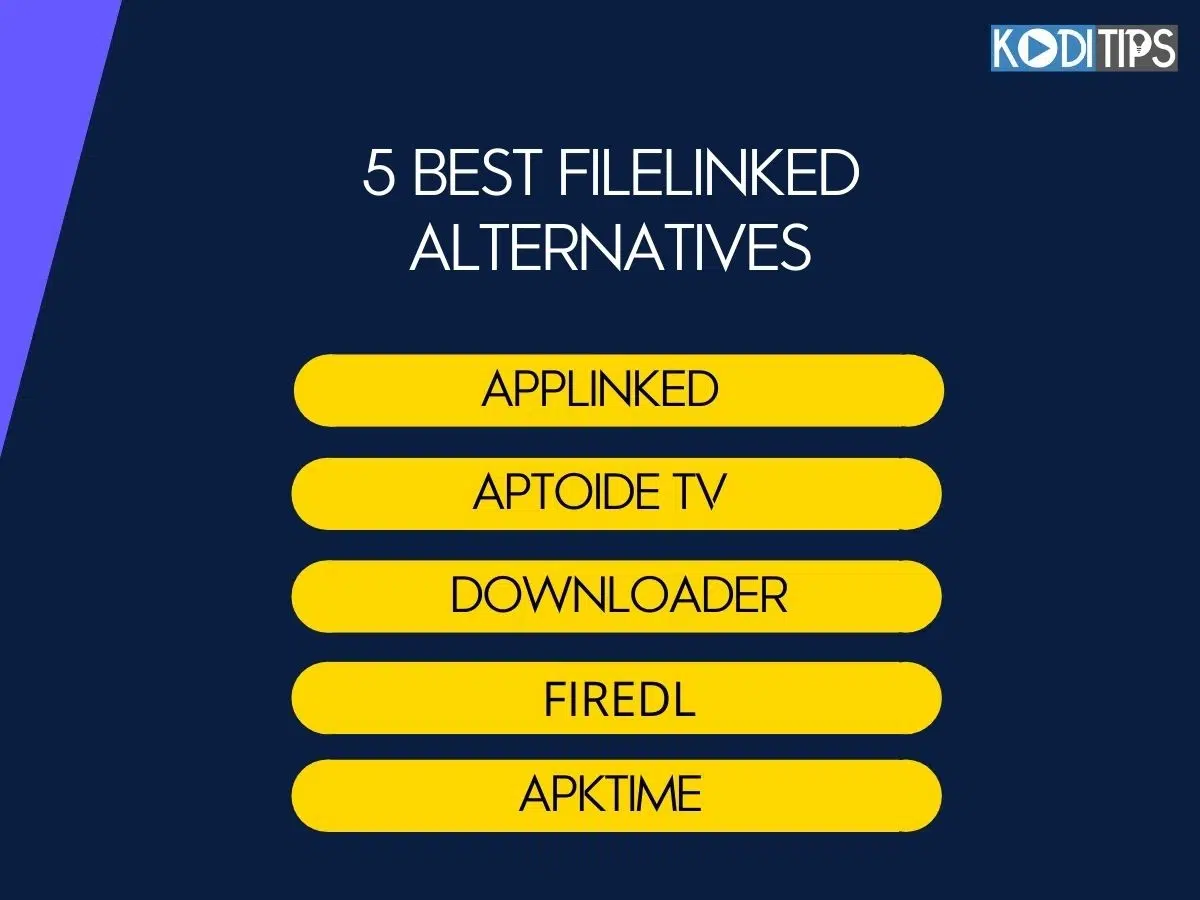 KODITIPS
5 BEST FILELINKED
ALTERNATIVES
APPLINKED
APTOIDE TV
DOWNLOADER
FIREDL
APKTIME